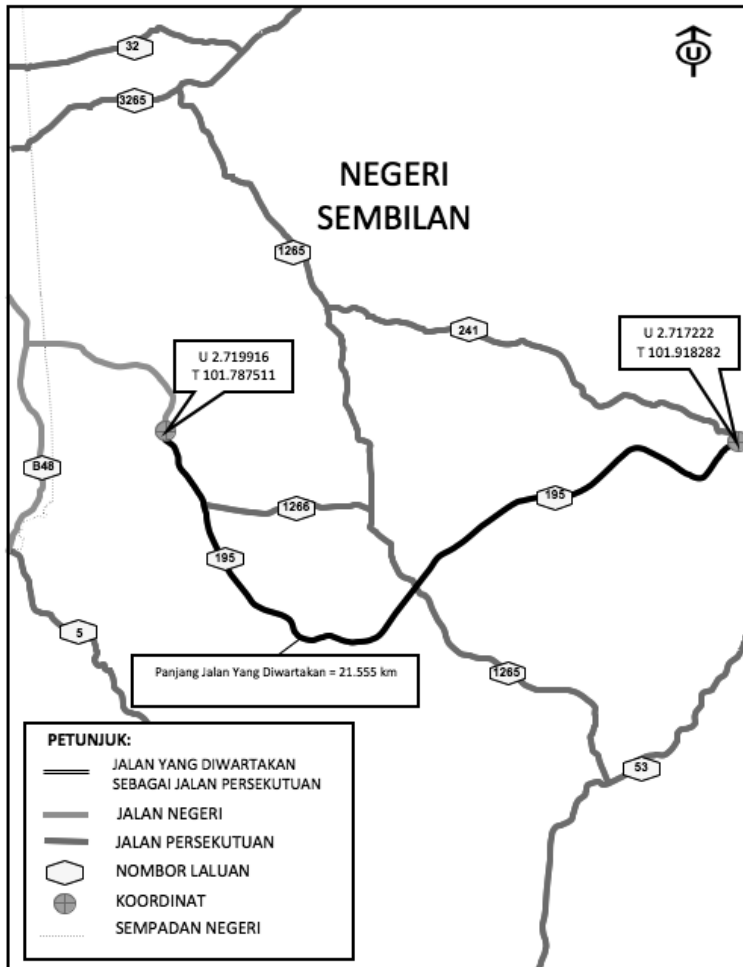 32
U
3265
NEGERI
SEMBILAN
1265
241
U 2.719916
T 101.787511
U 2.717222
T 101.918282
B48
1266
195
195
5
Panjang Jalan Yang Diwartakan = 21.555 km
1265
53
PETUNJUK:
JALAN YANG DIWARTAKAN
SEBAGAI JALAN PERSEKUTUAN
JALAN NEGERI
JALAN PERSEKUTUAN
NOMBOR LALUAN
KOORDINAT
SEMPADAN NEGERI